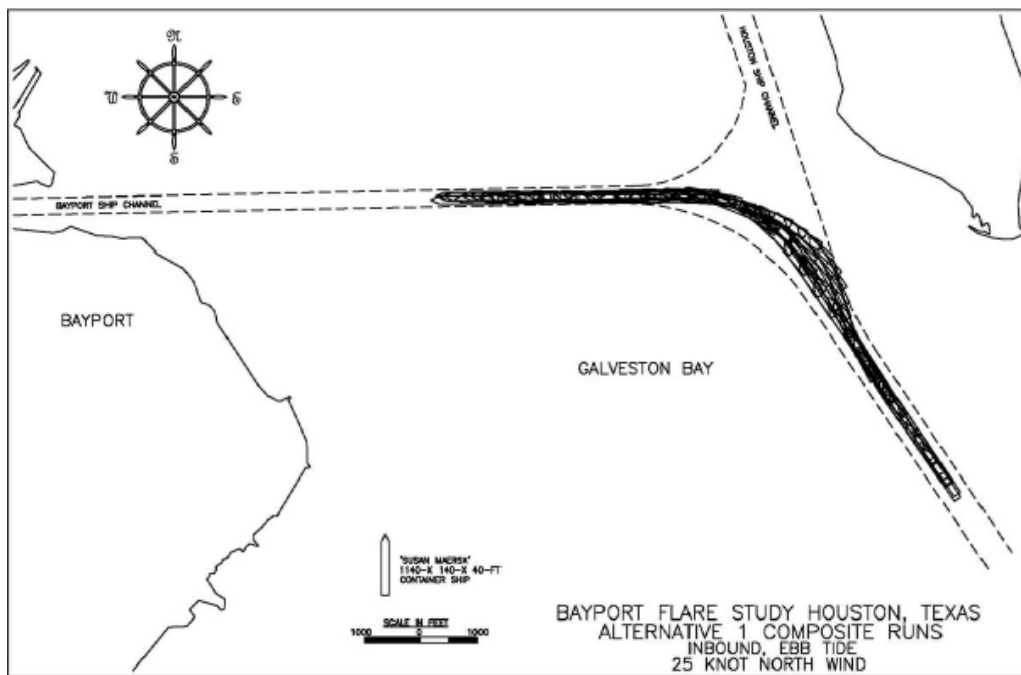 N
W
E
S
HOUSTON SHIP CHANNEL
BAYPORT SHIP CHANNEL
BAYPORT
GALVESTON BAY
'SUSAN MAERSK'
1140-X 140-X 40-FT
CONTAINER SHIP
SCALE IN FEET
1000 0 1000
BAYPORT FLARE STUDY HOUSTON, TEXAS
ALTERNATIVE 1 COMPOSITE RUNS
INBOUND, EBB TIDE
25 KNOT NORTH WIND